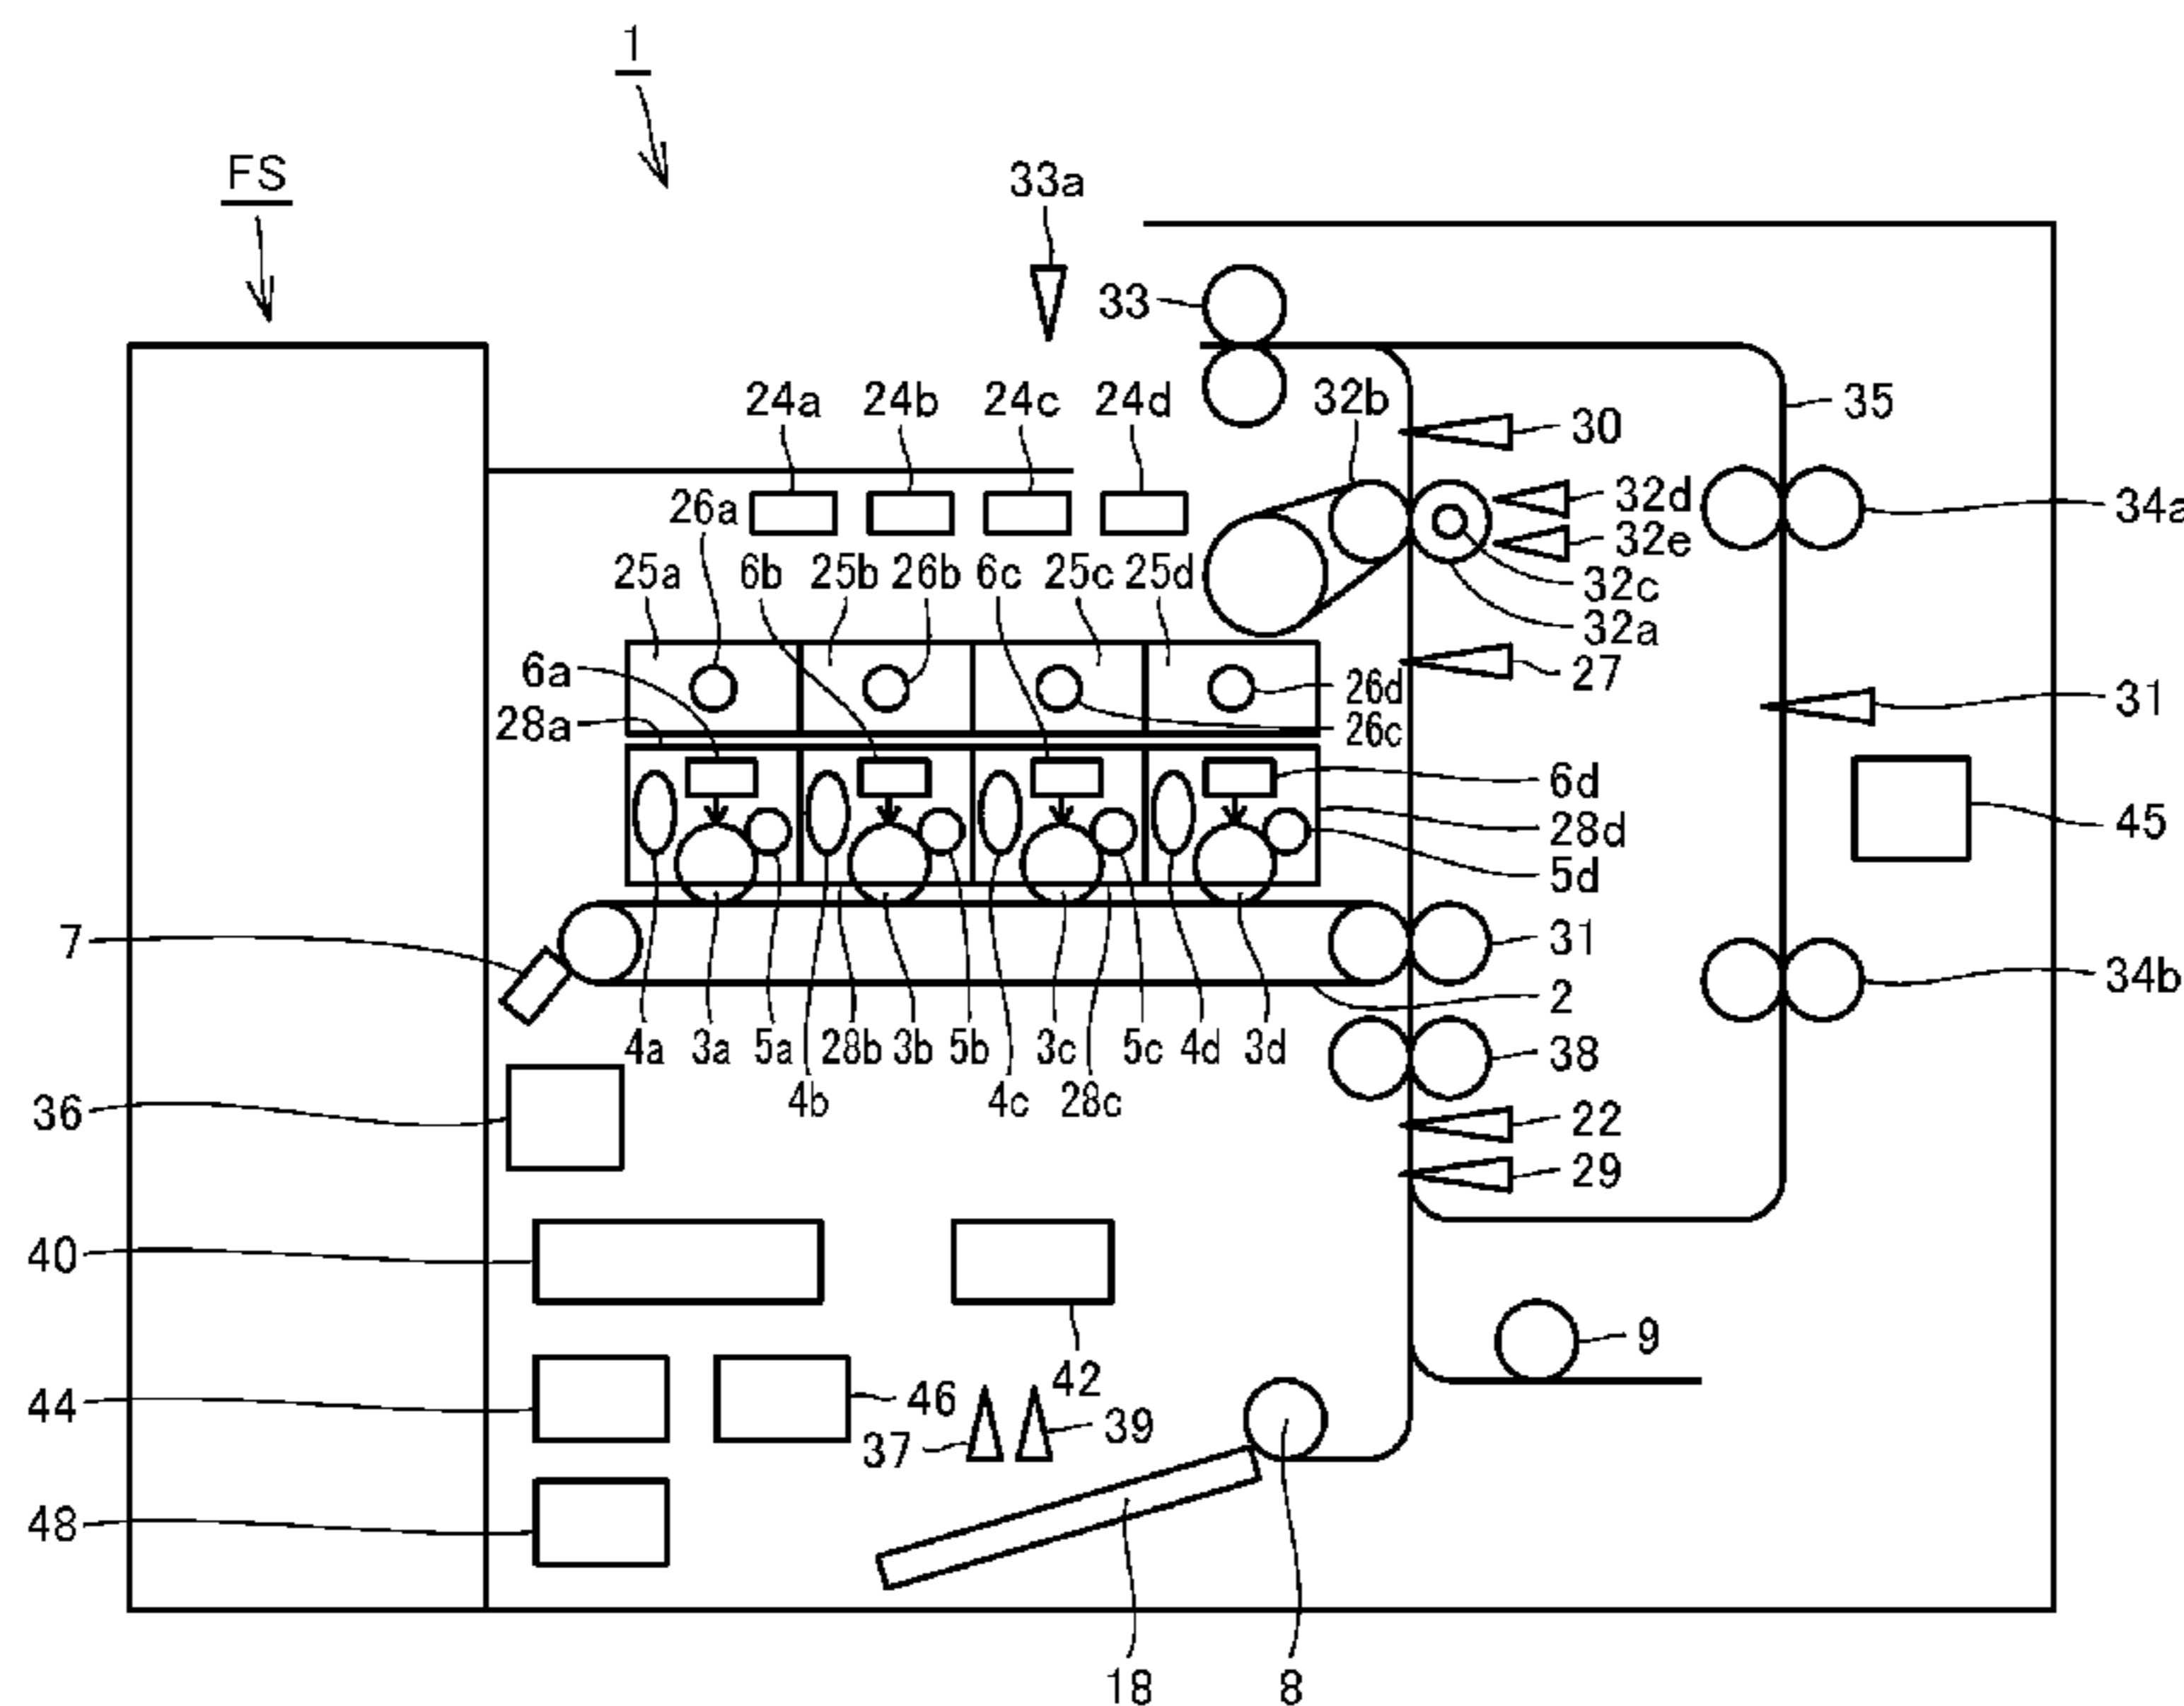 1
FS
33a
33
24a 24b 24c 24d 32b 35
30
26a 32d 34a
32e
25a 6b 25b 26b 6c 25c 25d 32c
32a
6a 26d 27 31
28a 26c
6d
28d 45
5d
7 31
2 34b
4a 3a 5a 28b 3b 5b 3c 5c 4d 3d 38
36 4b 4c 28c 22
29
40
9
42
44 46 39
37
48
18 8